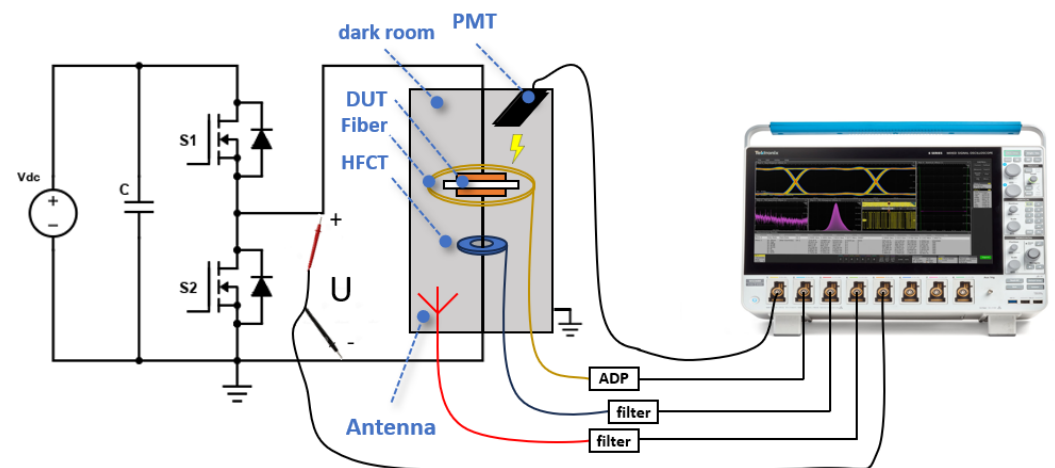 PMT
dark room
DUT
Fiber
HFCT
S1
Vdc
C
+
−
+
S2
U
-
Antenna
ADP
filter
filter
Tektronix